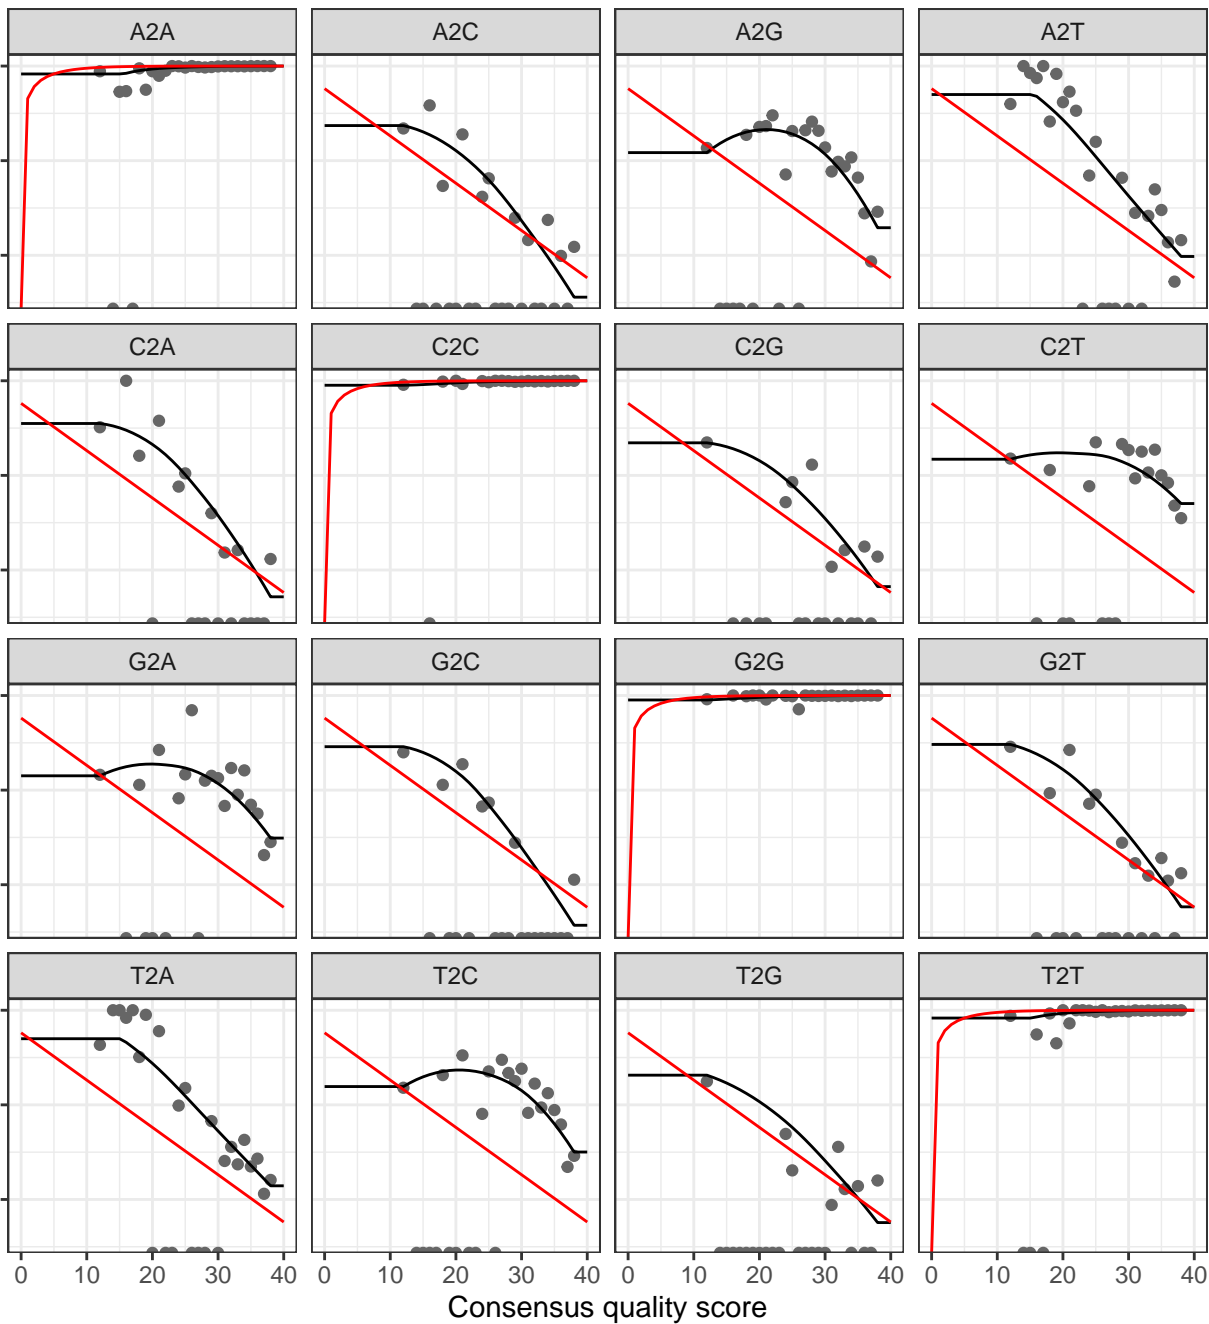 A2A A2C A2G A2T
C2A C2C C2G C2T
G2A G2C G2G G2T
T2A T2C T2G T2T
0 10 20 30 40 0 10 20 30 40 0 10 20 30 40 0 10 20 30 40
Consensus quality score